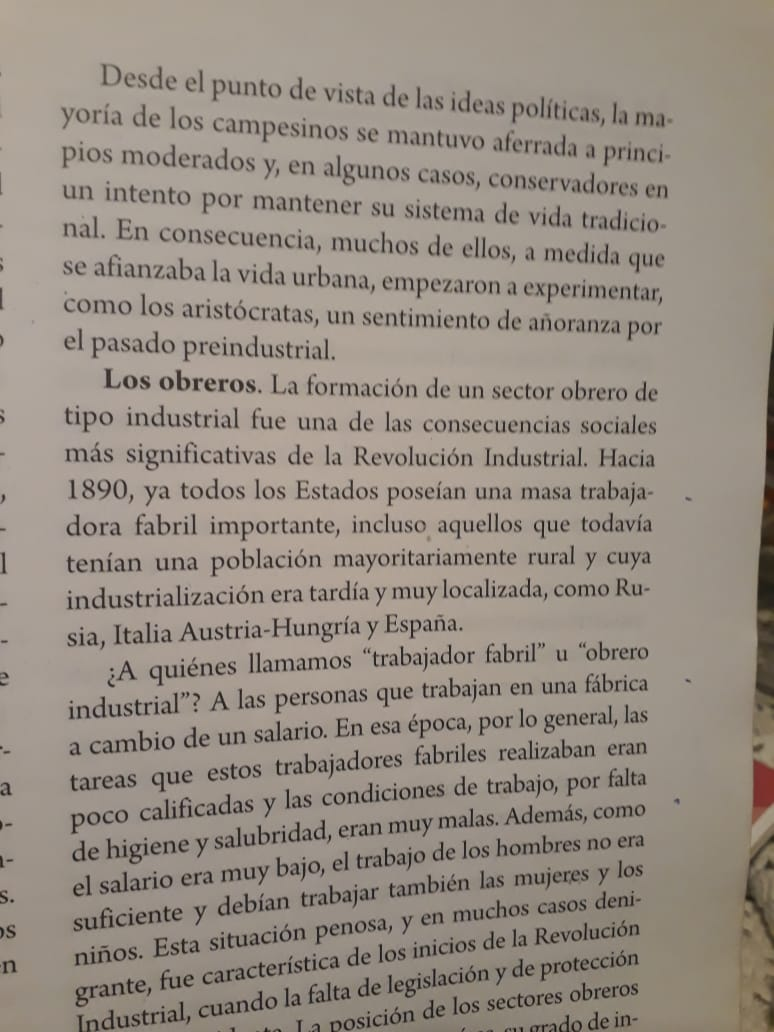 Desde el punto de vista de las ideas políticas, la ma-
yoría de los campesinos se mantuvo aferrada a princi-
pios moderados y, en algunos casos, conservadores en
un intento por mantener su sistema de vida tradicio-
nal. En consecuencia, muchos de ellos, a medida que
se afianzaba la vida urbana, empezaron a experimentar,
como los aristócratas, un sentimiento de añoranza por
el pasado preindustrial.
Los obreros. La formación de un sector obrero de
tipo industrial fue una de las consecuencias sociales
más significativas de la Revolución Industrial. Hacia
1890, ya todos los Estados poseían una masa trabaja-
dora fabril importante, incluso aquellos que todavía
tenían una población mayoritariamente rural y cuya
industrialización era tardía y muy localizada, como Ru-
sia, Italia Austria-Hungría y España.
¿A quiénes llamamos “trabajador fabril” u “obrero
industrial”? A las personas que trabajan en una fábrica
a cambio de un salario. En esa época, por lo general, las
tareas que estos trabajadores fabriles realizaban eran
poco calificadas y las condiciones de trabajo, por falta
de higiene y salubridad, eran muy malas. Además, como
el salario era muy bajo, el trabajo de los hombres no era
suficiente y debían trabajar también las mujeres y los
niños. Esta situación penosa, y en muchos casos deni-
grante, fue característica de los inicios de la Revolución
Industrial, cuando la falta de legislación y de protección
La posición de los sectores obreros
su grado de in-